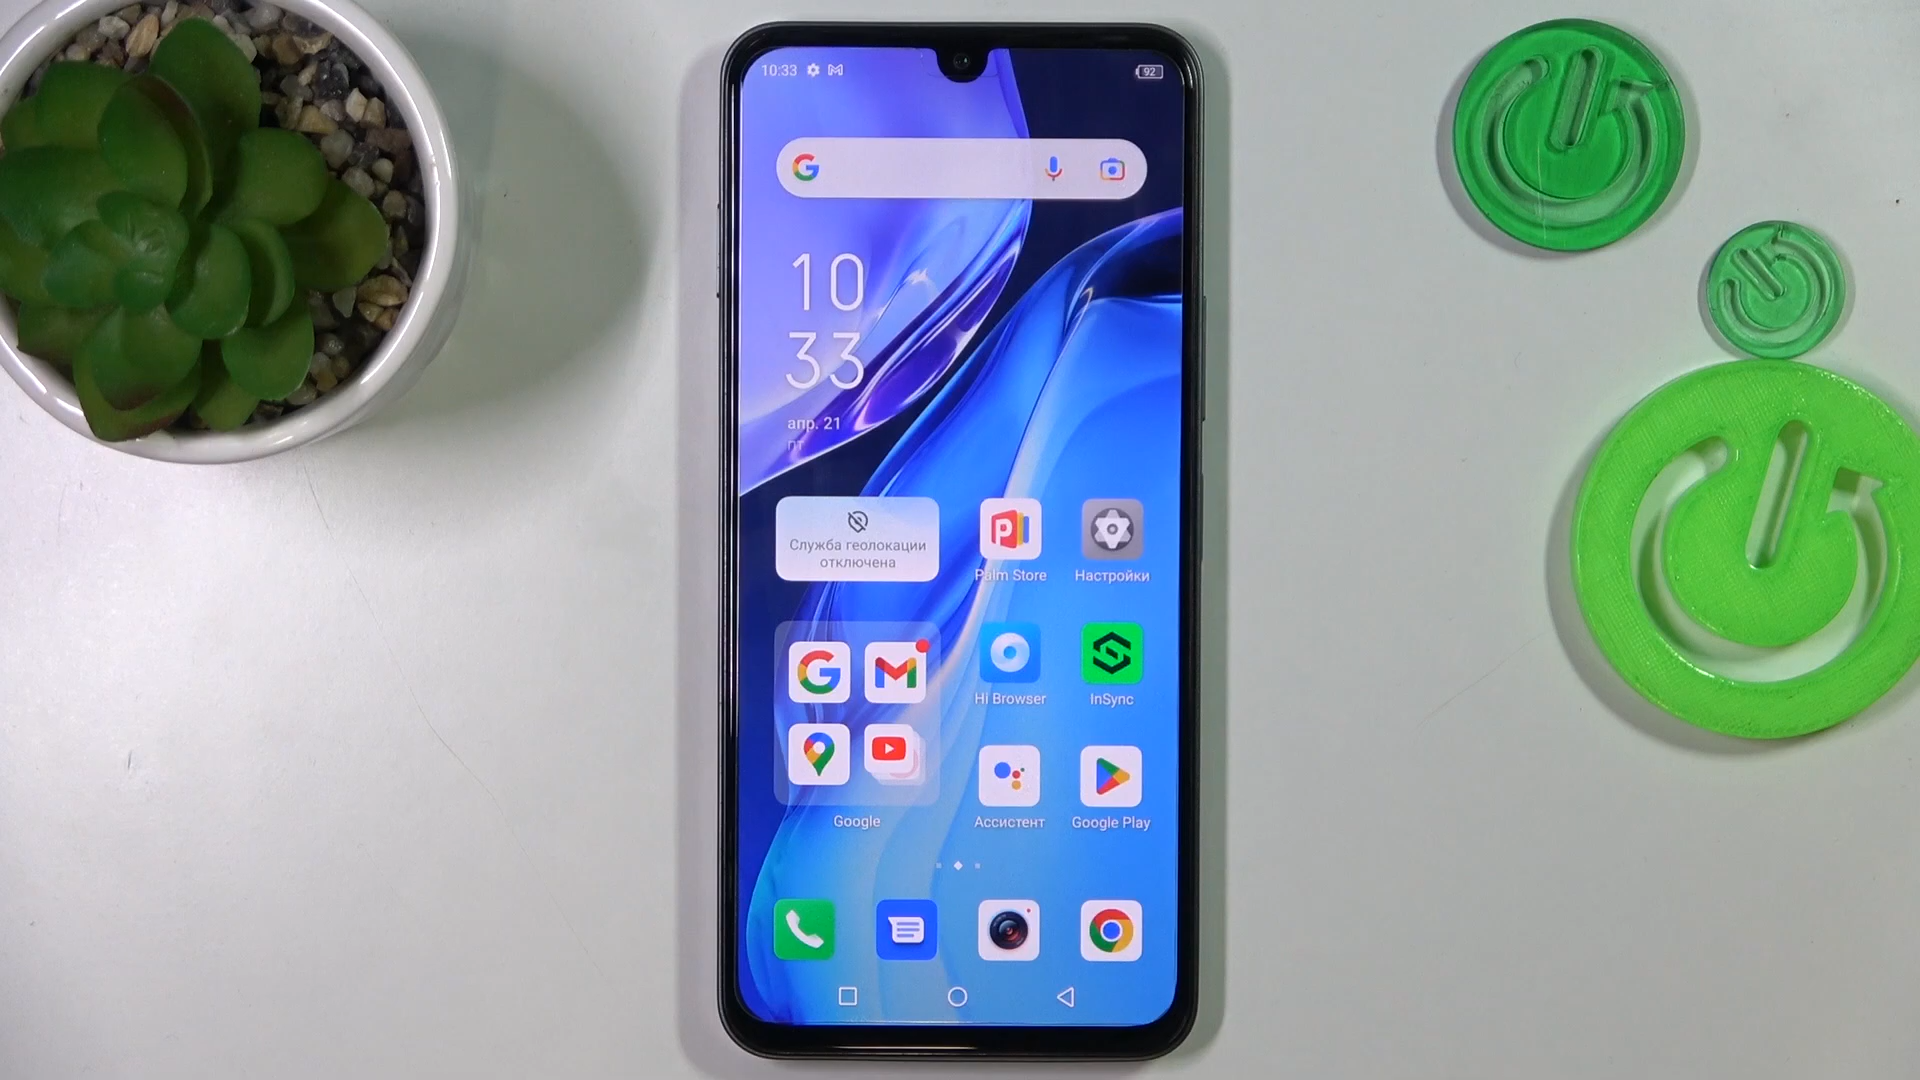 10:33
92
10
33
апр. 21
пт
Служба геолокации
отключена
Palm Store
Настройки
Hi Browser
InSync
Google
Ассистент
Google Play